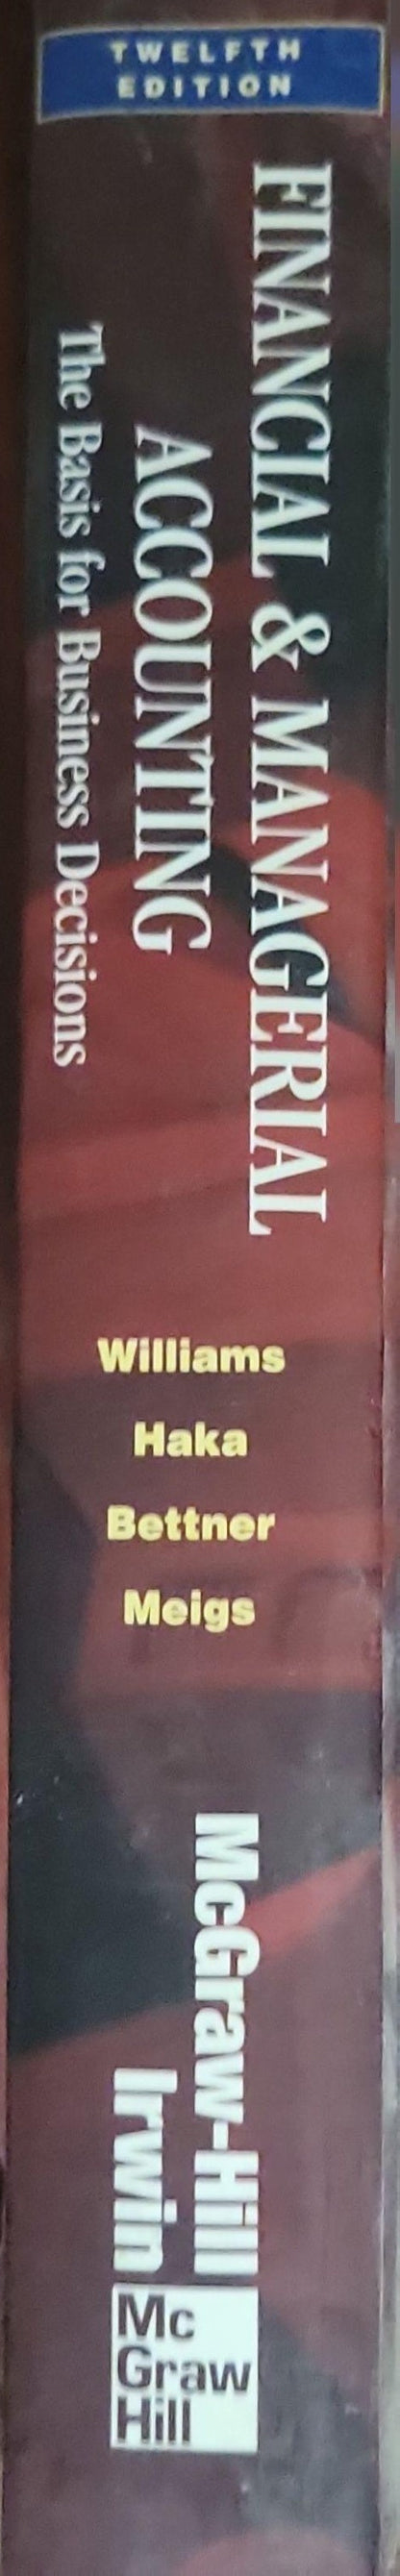 TWELFTH
EDITION
FINANCIAL & MANAGERIAL
ACCOUNTING
The Basis for Business Decisions
Williams
Haka
Bettner
Meigs
McGraw-Hill
Irwin
Mc
Graw
Hill